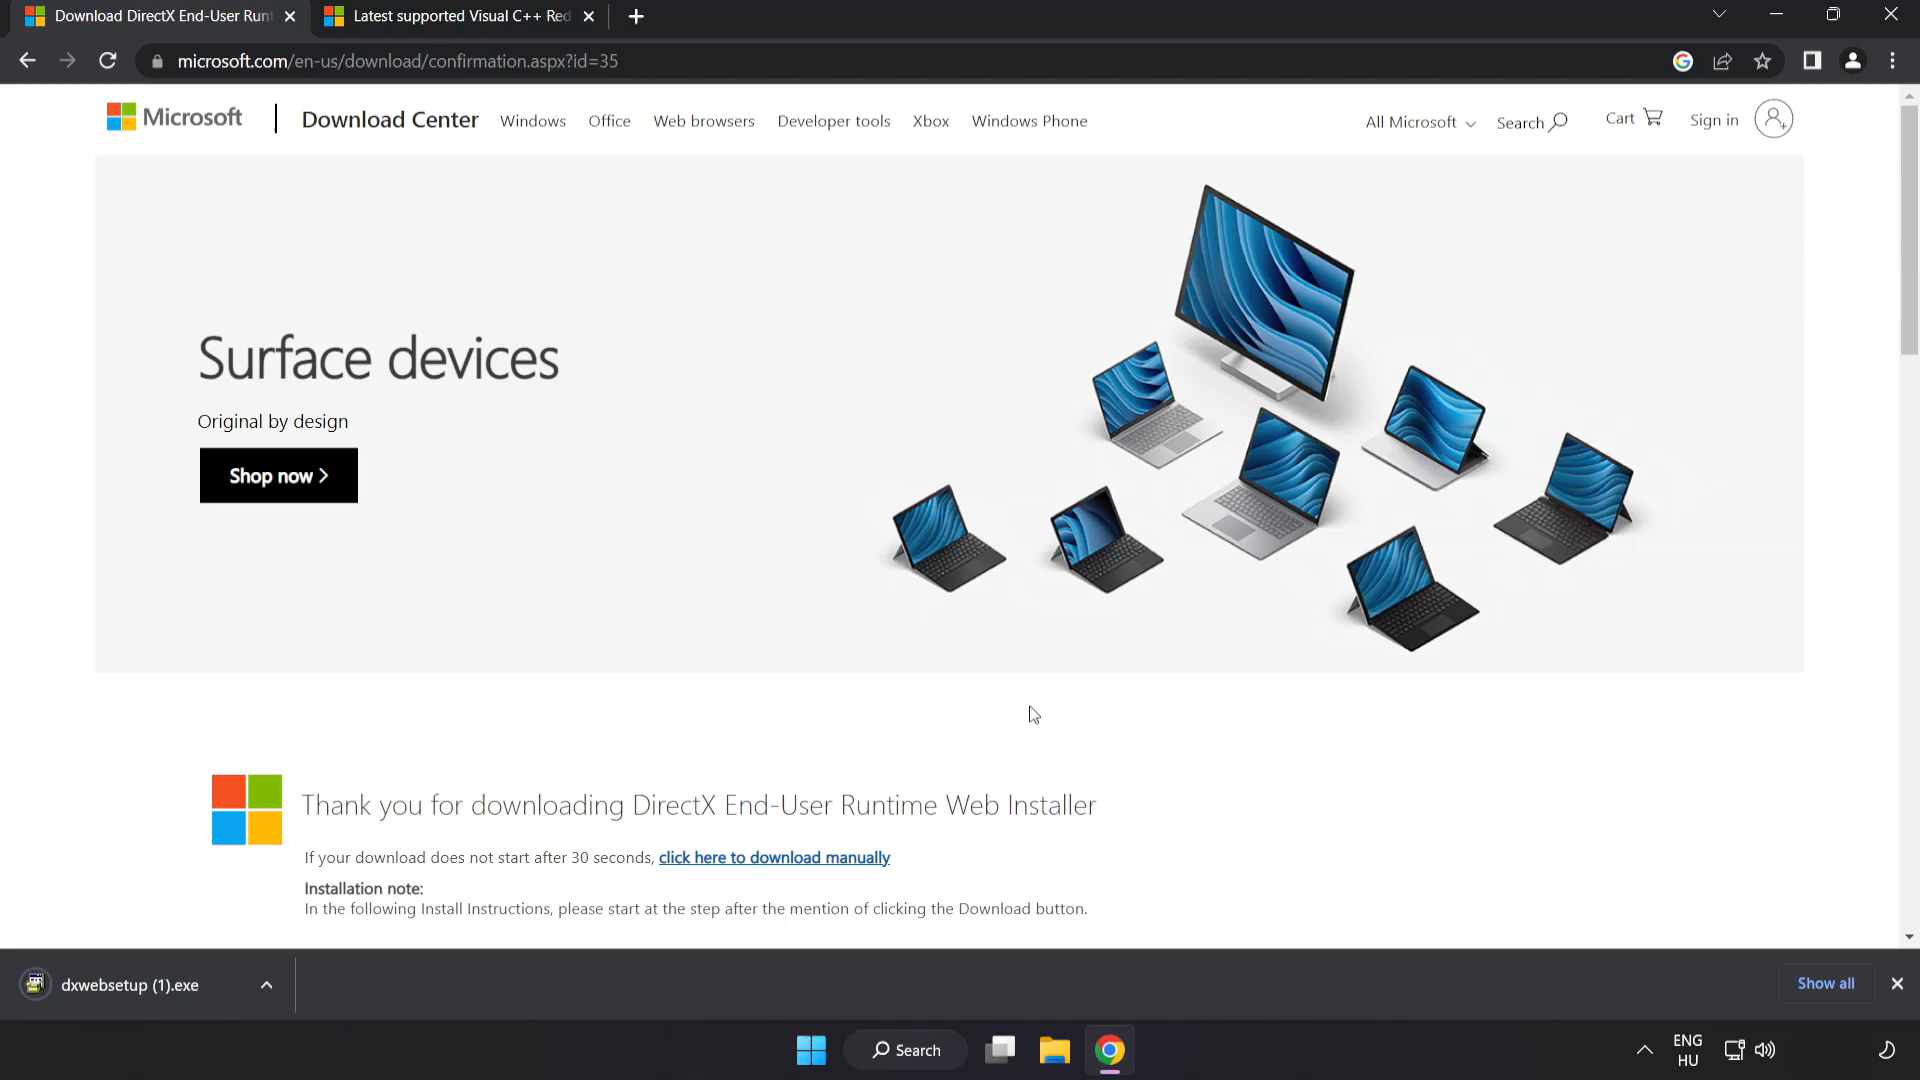 Download DirectX End-User Runt
Latest supported Visual C++ Red
microsoft.com/en-us/download/confirmation.aspx?id=35
Microsoft
Download Center
Windows
Office
Web browsers
Developer tools
Xbox
Windows Phone
All Microsoft
Search
Cart
Sign in
Surface devices
Original by design
Shop now
Thank you for downloading DirectX End-User Runtime Web Installer
If your download does not start after 30 seconds, click here to download manually
Installation note:
In the following Install Instructions, please start at the step after the mention of clicking the Download button.
dxwebsetup (1).exe
Show all
Search
ENG
HU